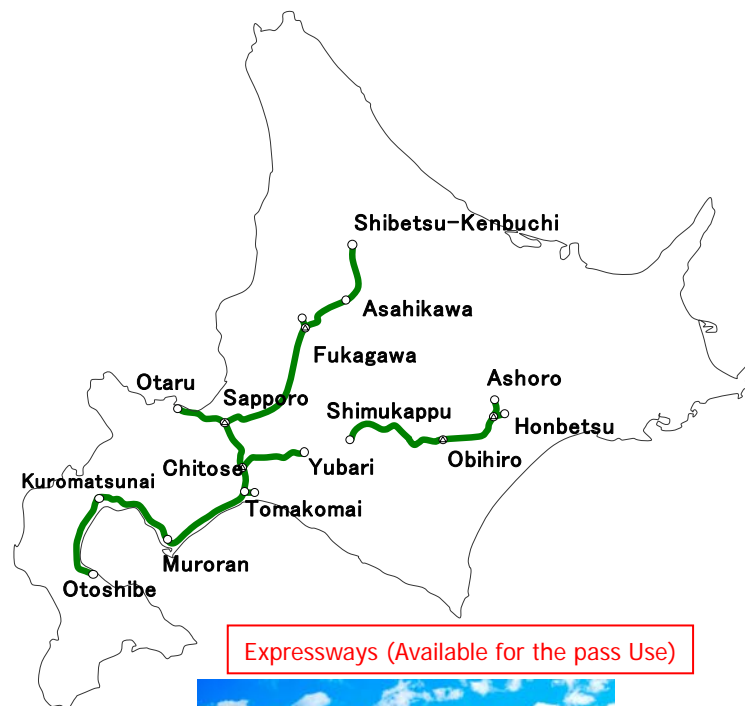 Shibetsu-Kenbuchi
Asahikawa
Fukagawa
Otaru
Sapporo
Ashoro
Shimukappu
Honbetsu
Obihiro
Chitose
Yubari
Kuromatsunai
Tomakomai
Muroran
Otoshibe
Expressways (Available for the pass Use)